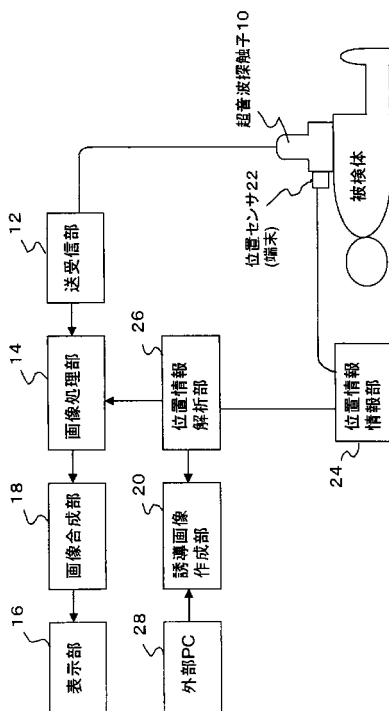 超音波探触子10
位置センサ22
(端末)
被検体
12
送受信部
14
画像処理部
18
画像合成部
16
表示部
26
位置情報
解析部
20
誘導画像
作成部
28
外部PC
位置情報
情報部
24